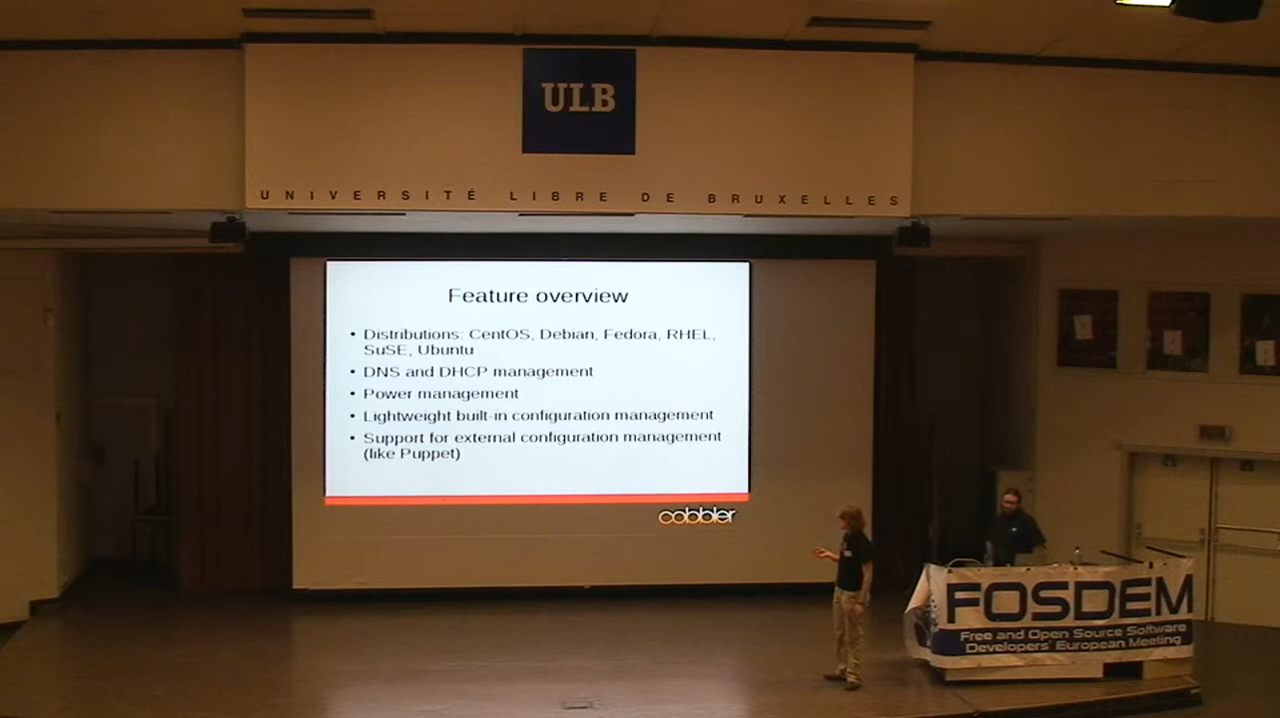 ULB
UNIVERSITÉ LIBRE DE BRUXELLES
Feature overview
• Distributions: CentOS, Debian, Fedora, RHEL,
SuSE, Ubuntu
• DNS and DHCP management
• Power management
• Lightweight built-in configuration management
• Support for external configuration management
(like Puppet)
cobbler
FOSDEM
Free and Open Source Software
Developers' European Meeting